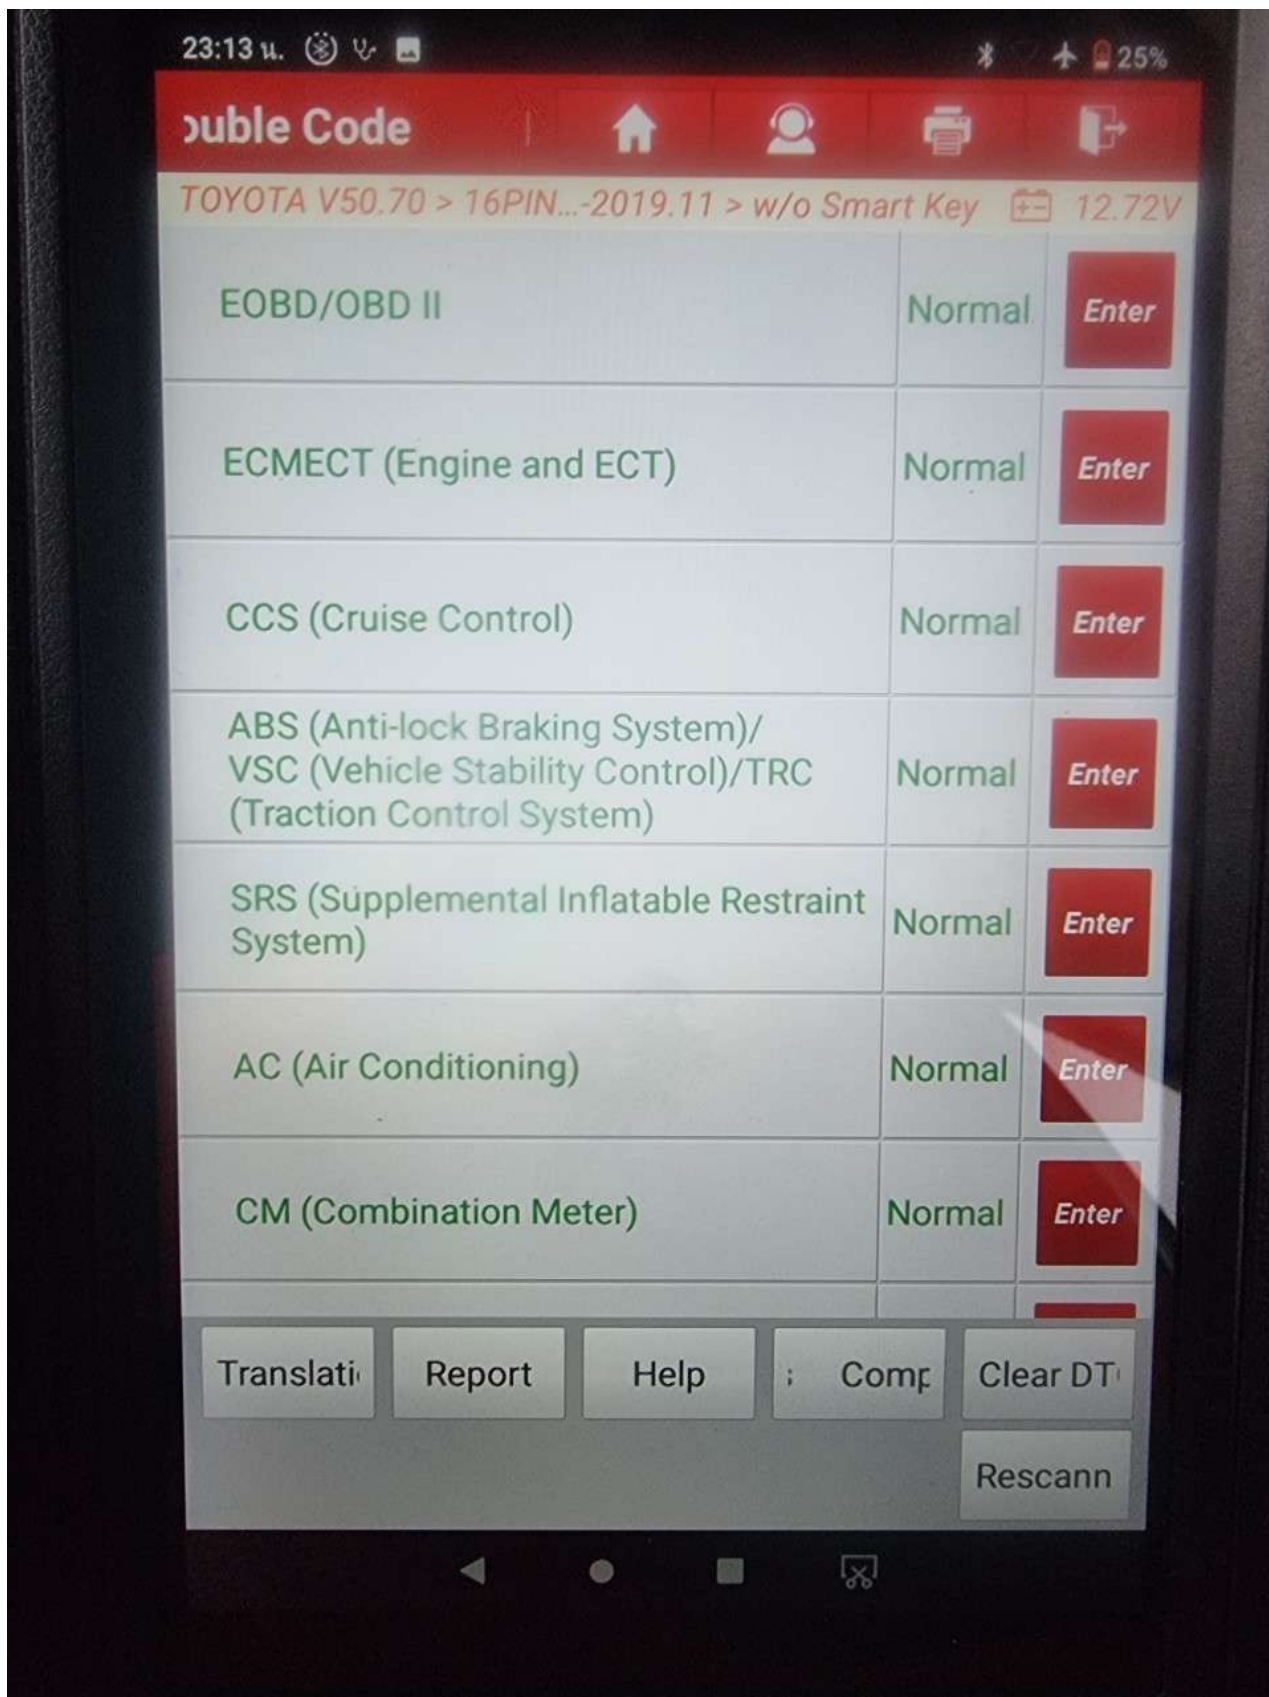 23:13 น.
25%
ouble Code
TOYOTA V50.70 > 16PIN...-2019.11 > w/o Smart Key 12.72V
EOBD/OBD II Normal Enter
ECMECT (Engine and ECT) Normal Enter
CCS (Cruise Control) Normal Enter
ABS (Anti-lock Braking System)/
VSC (Vehicle Stability Control)/TRC Normal Enter
(Traction Control System)
SRS (Supplemental Inflatable Restraint
System) Normal Enter
AC (Air Conditioning) Normal Enter
CM (Combination Meter) Normal Enter
Translati Report Help Comp Clear DT
Rescann